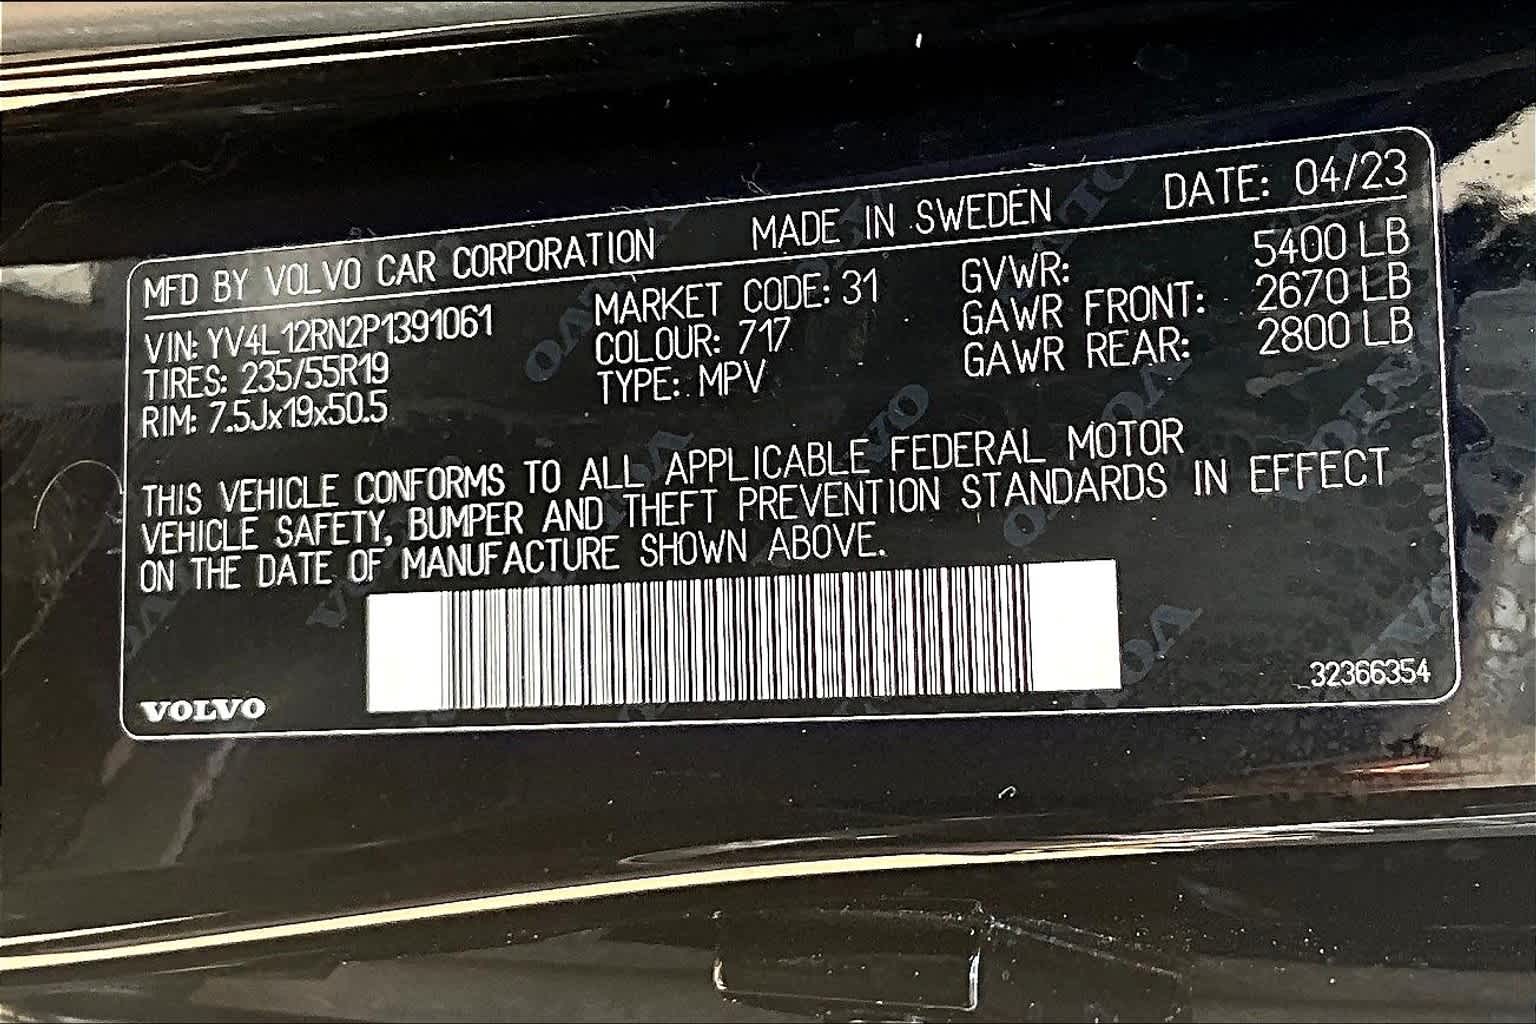 MFD BY VOLVO CAR CORPORATION MADE IN SWEDEN DATE: 04/23
VIN: YV4L12RN2P1391061 MARKET CODE: 31 GVWR: 5400 LB
TIRES: 235/55R19 COLOUR: 717 GAWR FRONT: 2670 LB
RIM: 7.5Jx19x50.5 TYPE: MPV GAWR REAR: 2800 LB
THIS VEHICLE CONFORMS TO ALL APPLICABLE FEDERAL MOTOR
VEHICLE SAFETY, BUMPER AND THEFT PREVENTION STANDARDS IN EFFECT
ON THE DATE OF MANUFACTURE SHOWN ABOVE.
VOLVO 32366354